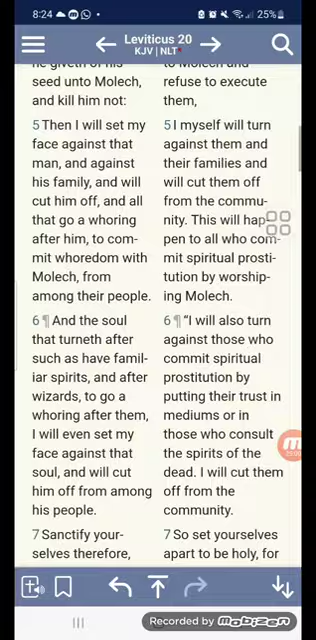 8:24
25%
Leviticus 20
KJV | NLT*
he giveth of his
seed unto Molech,
and kill him not:
5 Then I will set my
face against that
man, and against
his family, and will
cut him off, and all
that go a whoring
after him, to com-
mit whoredom with
Molech, from
among their people.
6 ¶ And the soul
that turneth after
such as have famil-
iar spirits, and after
wizards, to go a
whoring after them,
I will even set my
face against that
soul, and will cut
him off from among
his people.
7 Sanctify your-
selves therefore,
to Molech and
refuse to execute
them,
5 I myself will turn
against them and
their families and
will cut them off
from the commu-
nity. This will hap-
pen to all who com-
mit spiritual prosti-
tution by worship-
ing Molech.
6 ¶ “I will also turn
against those who
commit spiritual
prostitution by
putting their trust in
mediums or in
those who consult
the spirits of the
dead. I will cut them
off from the
community.
7 So set yourselves
apart to be holy, for
Recorded by Mobizen